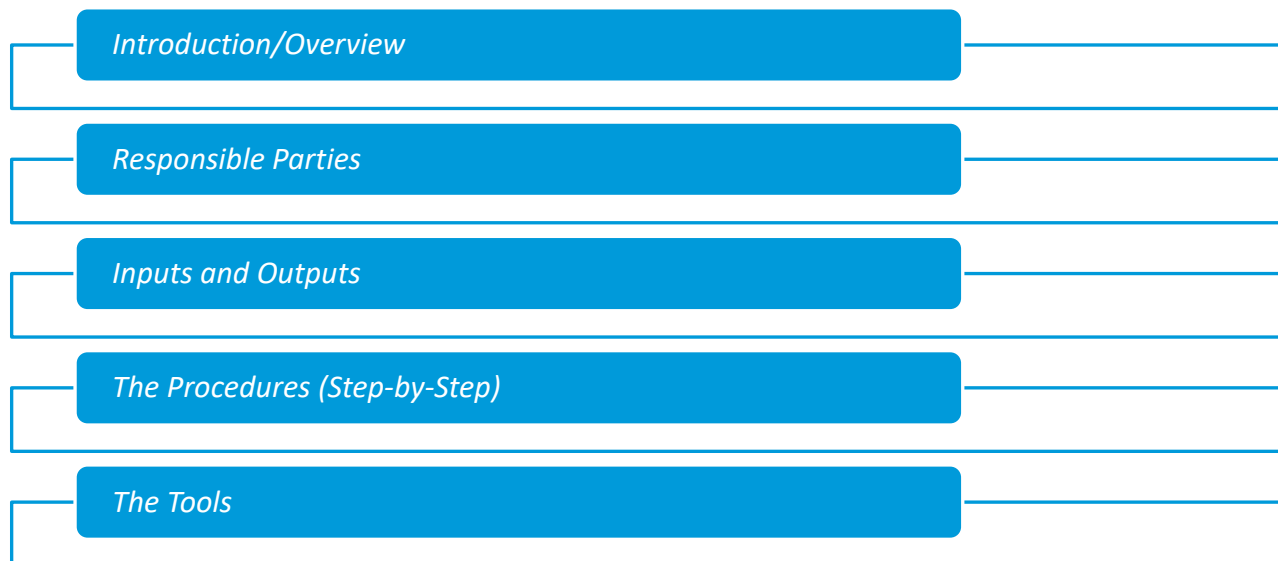 Introduction/Overview
Responsible Parties
Inputs and Outputs
The Procedures (Step-by-Step)
The Tools